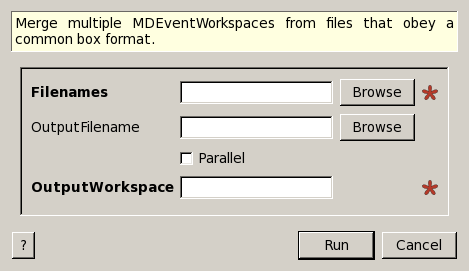 Merge multiple MDEventWorkspaces from files that obey a
common box format.
Filenames Browse *
OutputFilename Browse
Parallel
OutputWorkspace *
? Run Cancel